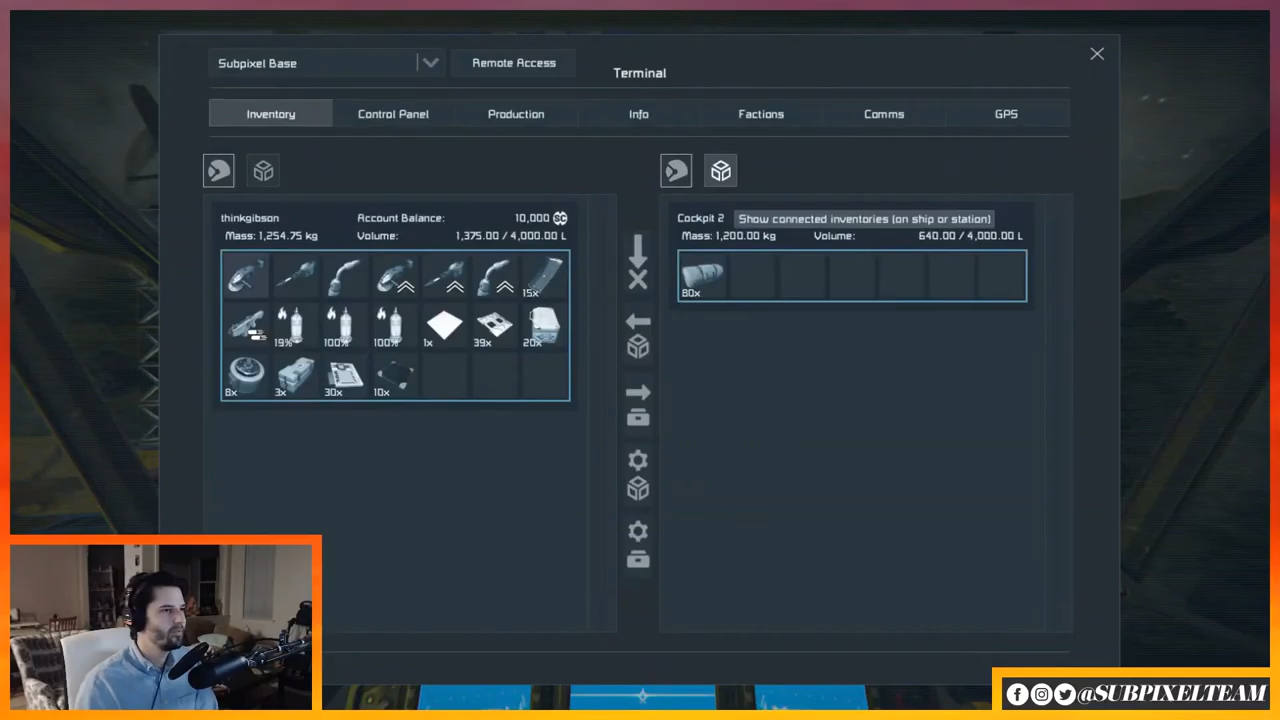 Subpixel Base
Remote Access
Terminal
Inventory
Control Panel
Production
Info
Factions
Comms
GPS
thinkgibson
Account Balance:
10,000 SC
Mass: 1,254.75 kg
Volume:
1,375.00 / 4,000.00 L
15x
19%
100%
100%
1x
39x
20x
8x
3x
30x
10x
Cockpit 2
Show connected inventories (on ship or station)
Mass: 1,200.00 kg
Volume:
640.00 / 4,000.00 L
80x
@SUBPIXELTEAM